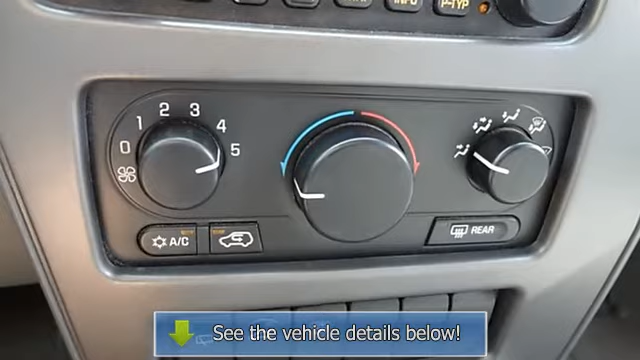 INFO P-TYP
0 1 2 3 4 5
A/C
REAR
See the vehicle details below!